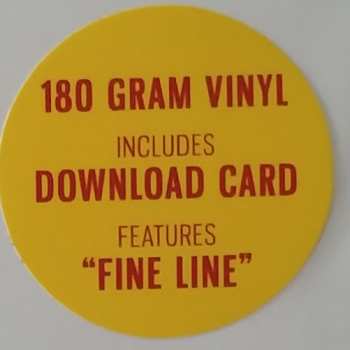 180 GRAM VINYL
INCLUDES
DOWNLOAD CARD
FEATURES
“FINE LINE”